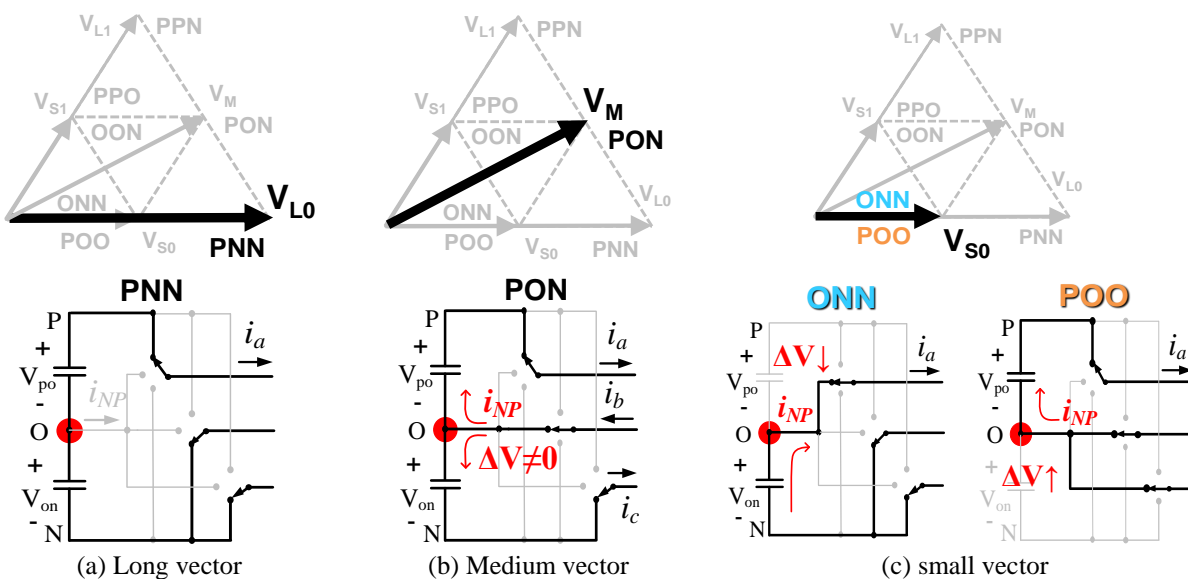 V_L1 PPN
V_S1 PPO V_M
OON PON
ONN V_L0
POO V_S0 PNN
PNN
P
+
V_po
-
i_NP
O
+
V_on
-
N
i_a
(a) Long vector
V_L1 PPN
V_S1 PPO V_M
OON PON
ONN V_L0
POO V_S0 PNN
PON
P
+
V_po
-
i_NP
O
ΔV≠0
+
V_on
-
N
i_a
i_b
i_c
(b) Medium vector
V_L1 PPN
V_S1 PPO V_M
OON PON
ONN V_L0
POO V_S0 PNN
ONN
P
+
ΔV↓
V_po
-
i_NP
O
+
V_on
-
N
i_a
POO
P
+
V_po
-
i_NP
O
+
ΔV↑
V_on
-
N
i_a
(c) small vector